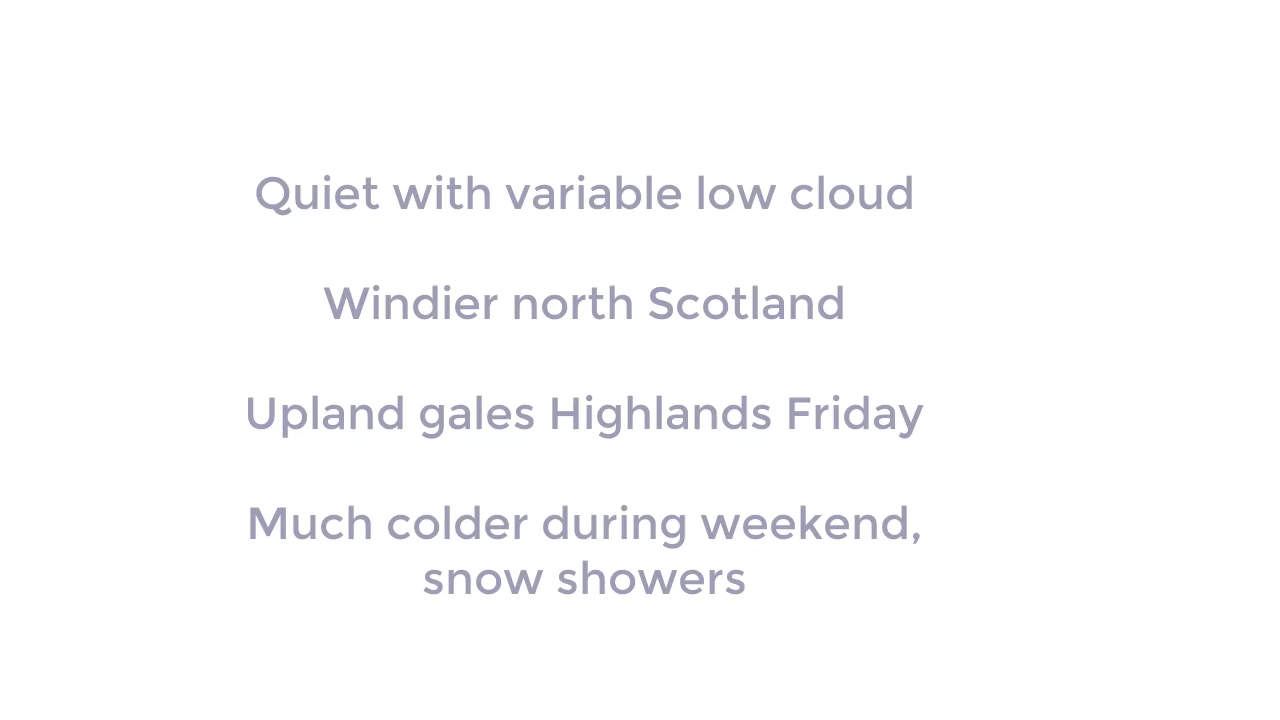 Quiet with variable low cloud
Windier north Scotland
Upland gales Highlands Friday
Much colder during weekend,
snow showers